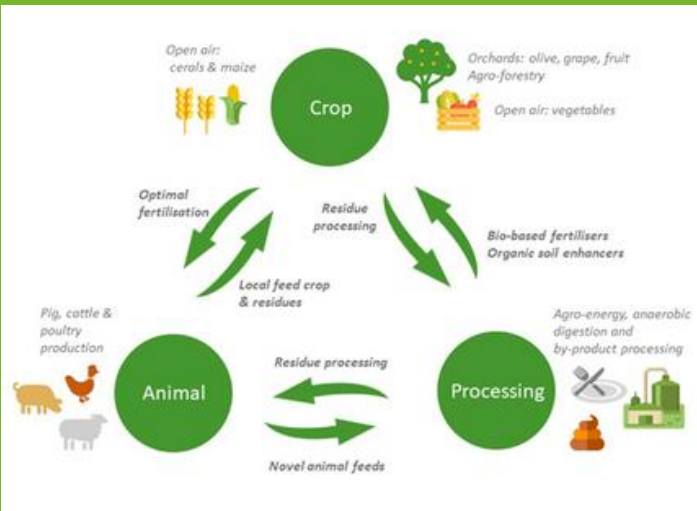 Open air:
cerals & maize
Crop
Orchards: olive, grape, fruit
Agro-forestry
Open air: vegetables
Optimal
fertilisation
Residue
processing
Bio-based fertilisers
Organic soil enhancers
Local feed crop
& residues
Pig, cattle &
poultry
production
Animal
Residue processing
Novel animal feeds
Processing
Agro-energy, anaerobic
digestion and
by-product processing